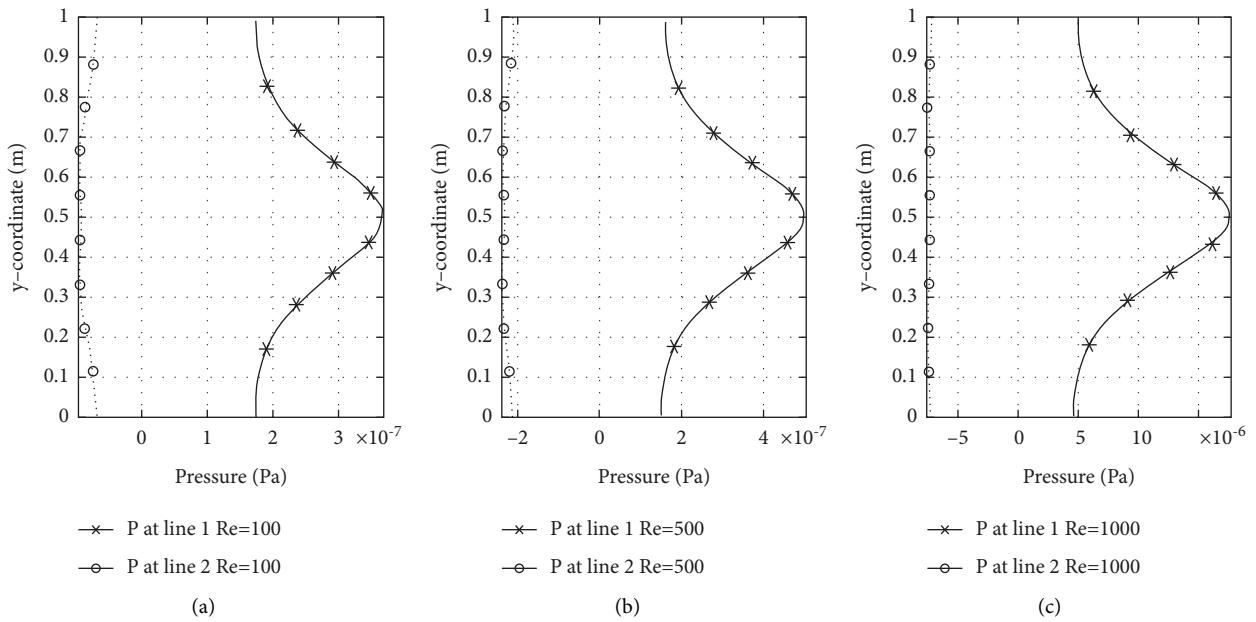 1
0.9
0.8
0.7
0.6
0.5
0.4
0.3
0.2
0.1
0
y–coordinate (m)
0 1 2 3 ×10-7
Pressure (Pa)
P at line 1 Re=100
P at line 2 Re=100
(a)
1
0.9
0.8
0.7
0.6
0.5
0.4
0.3
0.2
0.1
0
y–coordinate (m)
–2 0 2 4 ×10-7
Pressure (Pa)
P at line 1 Re=500
P at line 2 Re=500
(b)
1
0.9
0.8
0.7
0.6
0.5
0.4
0.3
0.2
0.1
0
y–coordinate (m)
–5 0 5 10 ×10-6
Pressure (Pa)
P at line 1 Re=1000
P at line 2 Re=1000
(c)